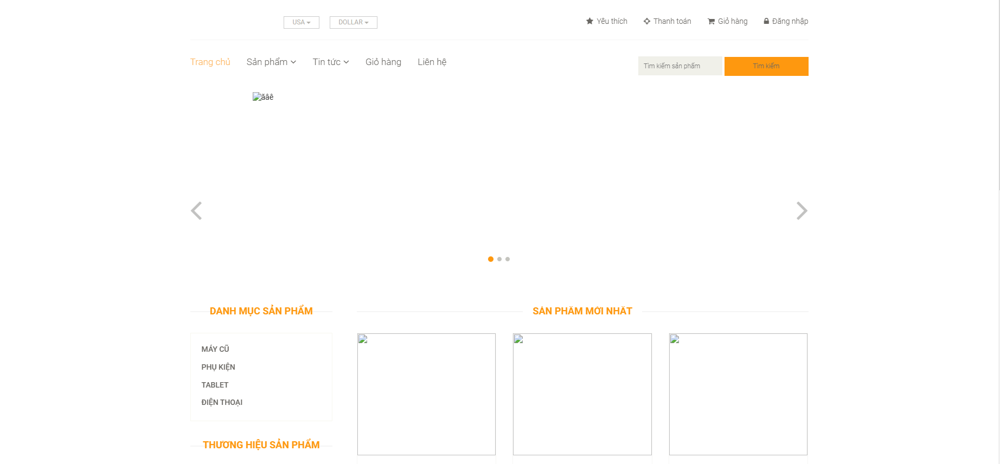 USA DOLLAR Yêu thích Thanh toán Giỏ hàng Đăng nhập
Trang chủ Sản phẩm Tin tức Giỏ hàng Liên hệ Tìm kiếm sản phẩm Tìm kiếm
ăâê
DANH MỤC SẢN PHẨM
SẢN PHẨM MỚI NHẤT
MÁY CŨ
PHỤ KIỆN
TABLET
ĐIỆN THOẠI
THƯƠNG HIỆU SẢN PHẨM